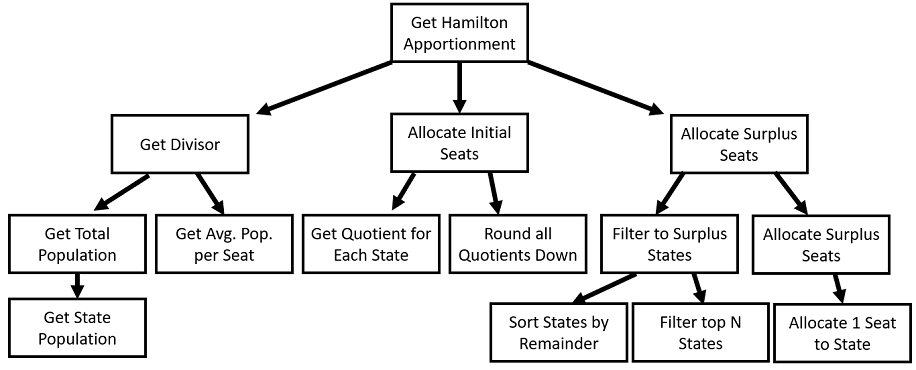 Get Hamilton
Apportionment
Get Divisor
Allocate Initial
Seats
Allocate Surplus
Seats
Get Total
Population
Get Avg. Pop.
per Seat
Get Quotient for
Each State
Round all
Quotients Down
Filter to Surplus
States
Allocate Surplus
Seats
Get State
Population
Sort States by
Remainder
Filter top N
States
Allocate 1 Seat
to State